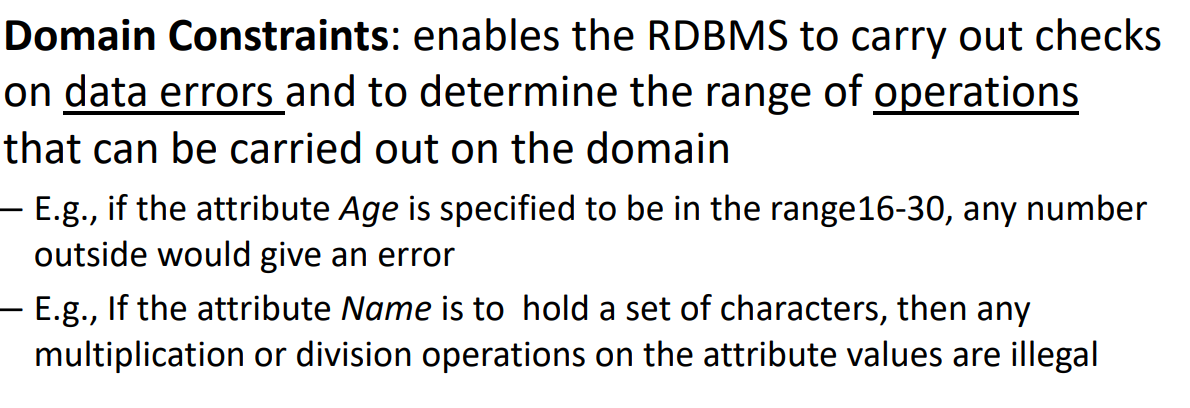 Domain Constraints: enables the RDBMS to carry out checks
on data errors and to determine the range of operations
that can be carried out on the domain
– E.g., if the attribute Age is specified to be in the range16-30, any number
outside would give an error
– E.g., If the attribute Name is to  hold a set of characters, then any
multiplication or division operations on the attribute values are illegal